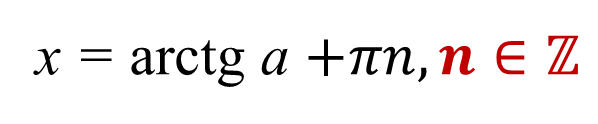 x = arctg a +πn, n ∈ ℤ